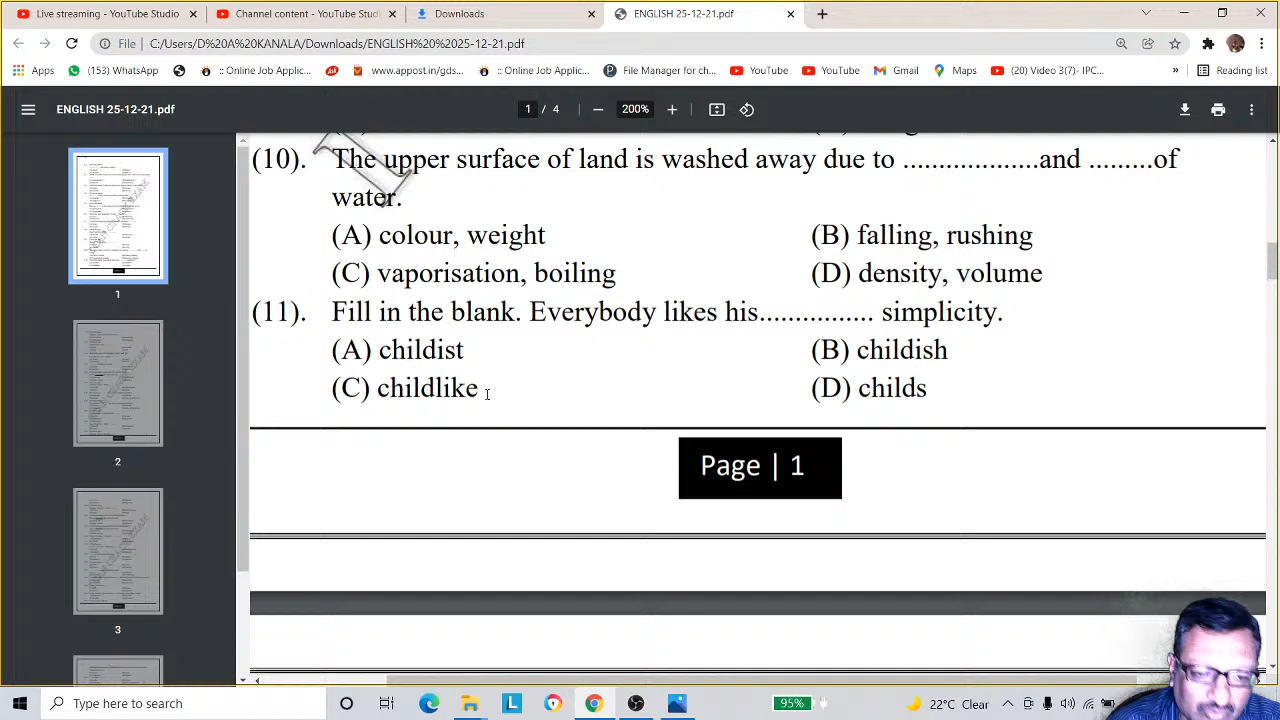 Live streaming - YouTube Studio
Channel content - YouTube Studio
Downloads
ENGLISH 25-12-21.pdf
File | C:/Users/D%20A%20KANALA/Downloads/ENGLISH%20%2025-12-21.pdf
Apps
(153) WhatsApp
:: Online Job Applic...
www.appost.in/gd...
:: Online Job Applic...
File Manager for ch...
YouTube
YouTube
Gmail
Maps
(20) Video 3(7)- IPC...
»
Reading list
ENGLISH 25-12-21.pdf
1 / 4
200%
(10). The upper surface of land is washed away due to ...................and .........of
water.
(A) colour, weight (B) falling, rushing
(C) vaporisation, boiling (D) density, volume
(11). Fill in the blank. Everybody likes his................ simplicity.
(A) childist (B) childish
(C) childlike (D) childs
Page | 1
1
2
3
Type here to search
L
95%
22°C Clear